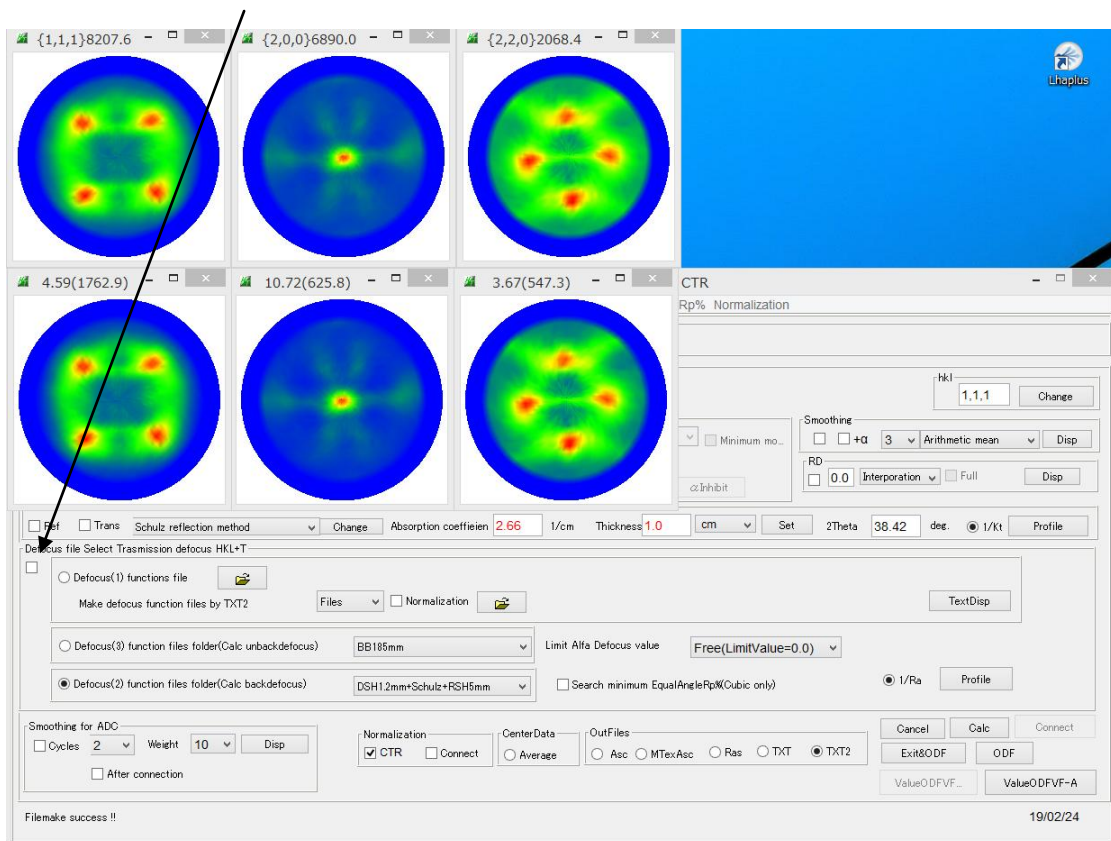 {1,1,1}8207.6
{2,0,0}6890.0
{2,2,0}2068.4
Lhaplus
4.59(1762.9)
10.72(625.8)
3.67(547.3)
CTR
Rp% Normalization
hkl
1,1,1 Change
Smoothing
Minimum mo...
+α 3 Arithmetic mean Disp
RD
0.0 Interporation Full Disp
αInhibit
Trans Schulz reflection method Change Absorption coeffieien 2.66 1/cm Thickness 1.0 cm Set 2Theta 38.42 deg. 1/Kt Profile
Defocus file Select Trasmission defocus HKL+T
Defocus(1) functions file
Make defocus function files by TXT2 Files Normalization TextDisp
Defocus(3) function files folder(Calc unbackdefocus) BB185mm Limit Alfa Defocus value Free(LimitValue=0.0)
Defocus(2) function files folder(Calc backdefocus) DSH1.2mm+Schulz+RSH5mm Search minimum EqualAngleRp%(Cubic only) 1/Ra Profile
Smoothing for ADC
Cycles 2 Weight 10 Disp
After connection
Normalization
CTR Connect
CenterData
Average
OutFiles
Asc MTexAsc Ras TXT TXT2
Cancel Calc Connect
Exit&ODF ODF
ValueODFVF... ValueODFVF-A
Filemake success !!
19/02/24